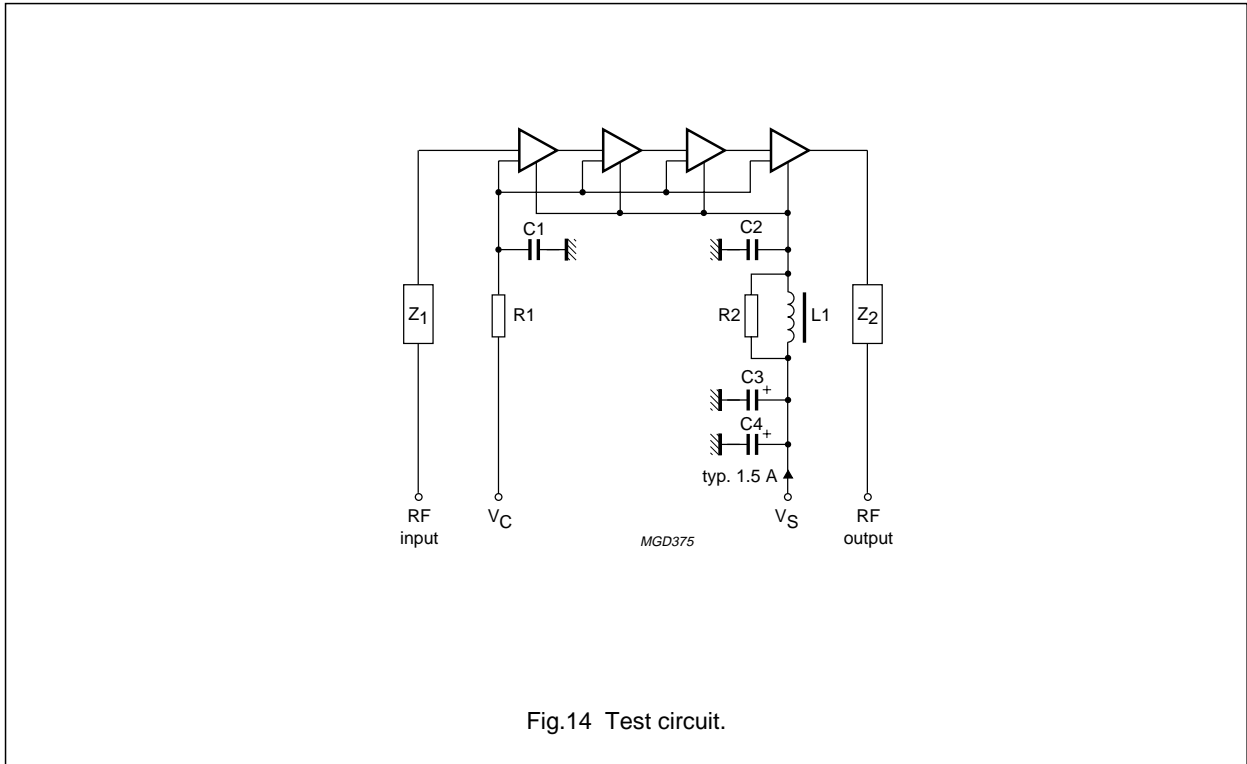 C1
C2
Z1
R1
R2
L1
Z2
C3
+
C4
+
typ. 1.5 A
RF
input
VC
VS
RF
output
MGD375
Fig.14 Test circuit.